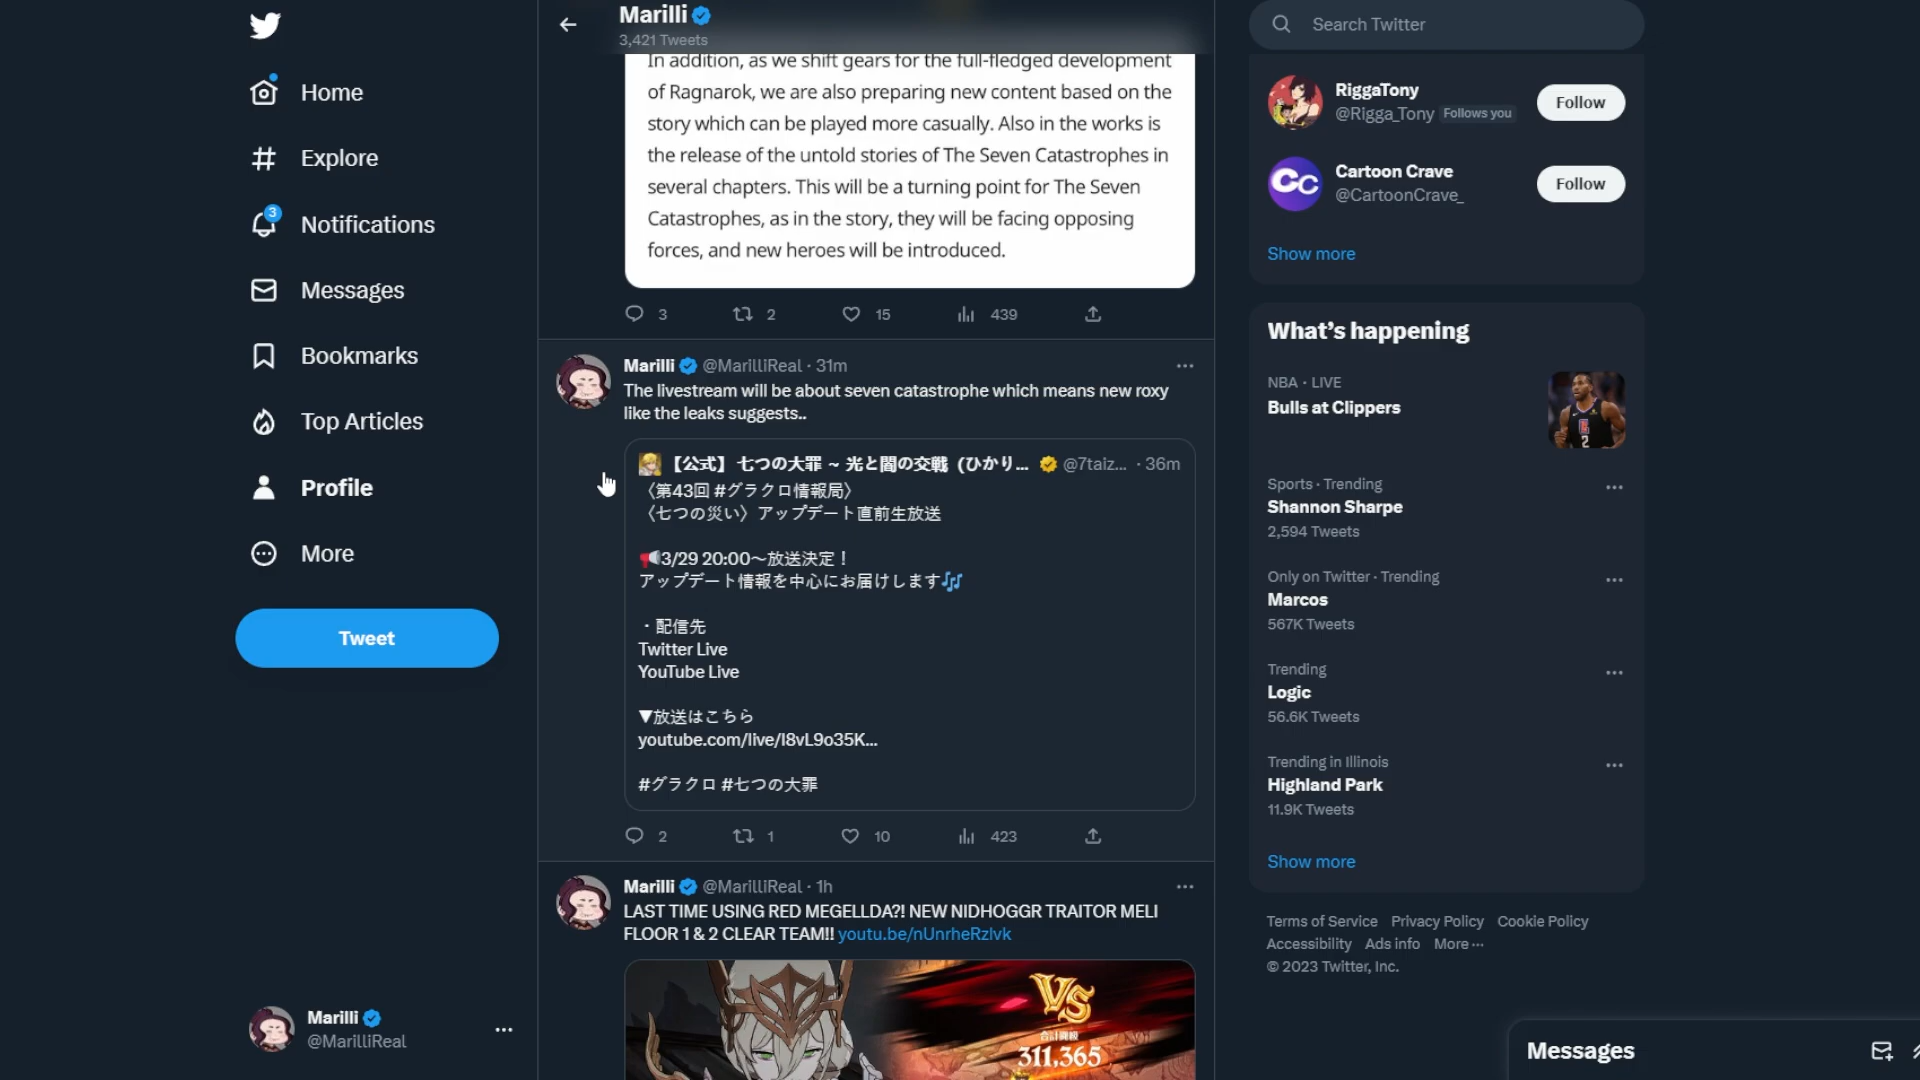 Home
Explore
3
Notifications
Messages
Bookmarks
Top Articles
Profile
More
Tweet
Marilli
@MarilliReal
Marilli
3,421 Tweets
In addition, as we shift gears for the full-fledged development
of Ragnarok, we are also preparing new content based on the
story which can be played more casually. Also in the works is
the release of the untold stories of The Seven Catastrophes in
several chapters. This will be a turning point for The Seven
Catastrophes, as in the story, they will be facing opposing
forces, and new heroes will be introduced.
3 2 15 439
Marilli @MarilliReal · 31m
The livestream will be about seven catastrophe which means new roxy
like the leaks suggests..
【公式】 七つの大罪 ~ 光と闇の交戦 (ひかり... @7taiz... · 36m
〈第43回 #グラクロ情報局〉
〈七つの災い〉アップデート直前生放送
3/29 20:00〜放送決定！
アップデート情報を中心にお届けします
・配信先
Twitter Live
YouTube Live
▼放送はこちら
youtube.com/live/I8vL9o35K...
#グラクロ #七つの大罪
2 1 10 423
Marilli @MarilliReal · 1h
LAST TIME USING RED MEGELLDA?! NEW NIDHOGGR TRAITOR MELI
FLOOR 1 & 2 CLEAR TEAM!! youtu.be/nUnrheRzlvk
VS
合計闘級
311,365
Search Twitter
RiggaTony
@Rigga_Tony Follows you
Follow
CC
Cartoon Crave
@CartoonCrave_
Follow
Show more
What's happening
NBA · LIVE
Bulls at Clippers
Sports · Trending
Shannon Sharpe
2,594 Tweets
Only on Twitter · Trending
Marcos
567K Tweets
Trending
Logic
56.6K Tweets
Trending in Illinois
Highland Park
11.9K Tweets
Show more
Terms of Service Privacy Policy Cookie Policy
Accessibility Ads info More ···
© 2023 Twitter, Inc.
Messages